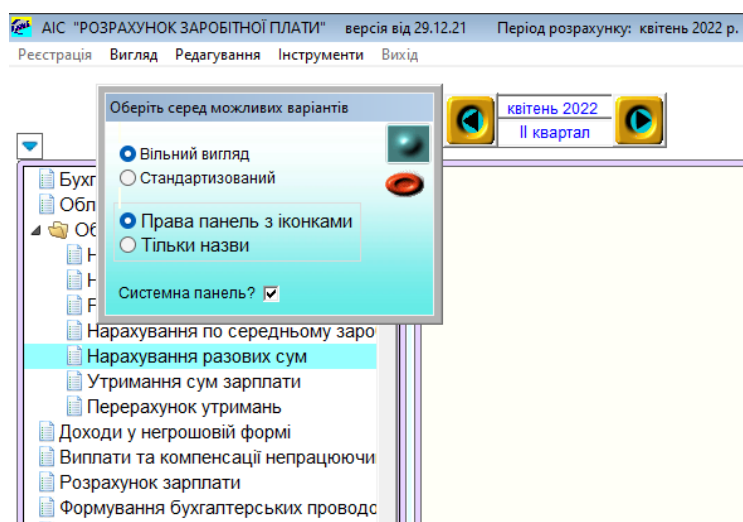 АІС "РОЗРАХУНОК ЗАРОБІТНОЇ ПЛАТИ" версія від 29.12.21 Період розрахунку: квітень 2022 р.
Реєстрація Вигляд Редагування Інструменти Вихід
Оберіть серед можливих варіантів
Вільний вигляд
Стандартизований
Права панель з іконками
Тільки назви
Системна панель?
квітень 2022
II квартал
Бухг
Обл
Об
Н
Н
Нарахування по середньому заро
Нарахування разових сум
Утримання сум зарплати
Перерахунок утримань
Доходи у негрошовій формі
Виплати та компенсації непрацюючи
Розрахунок зарплати
Формування бухгалтерських проводо